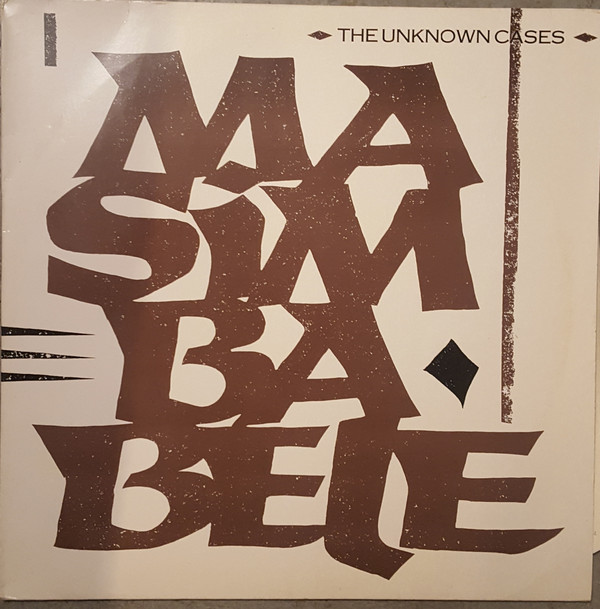 THE UNKNOWN CASES
MA
SIM
BA
BELE